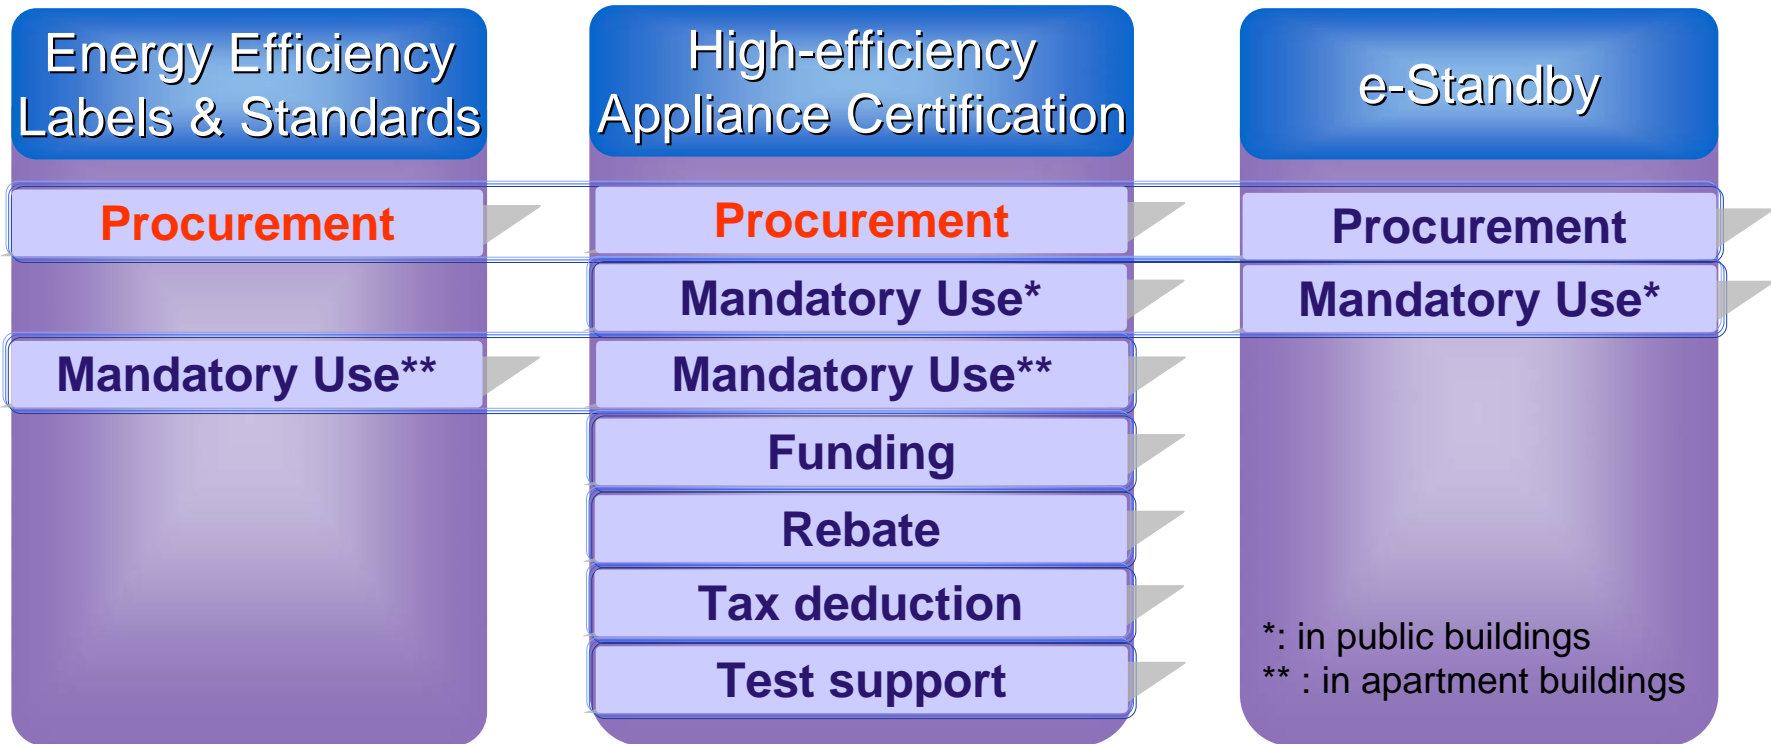 Energy Efficiency
Labels & Standards
Procurement
Mandatory Use**
High-efficiency
Appliance Certification
Procurement
Mandatory Use*
Mandatory Use**
Funding
Rebate
Tax deduction
Test support
e-Standby
Procurement
Mandatory Use*
*: in public buildings
** : in apartment buildings